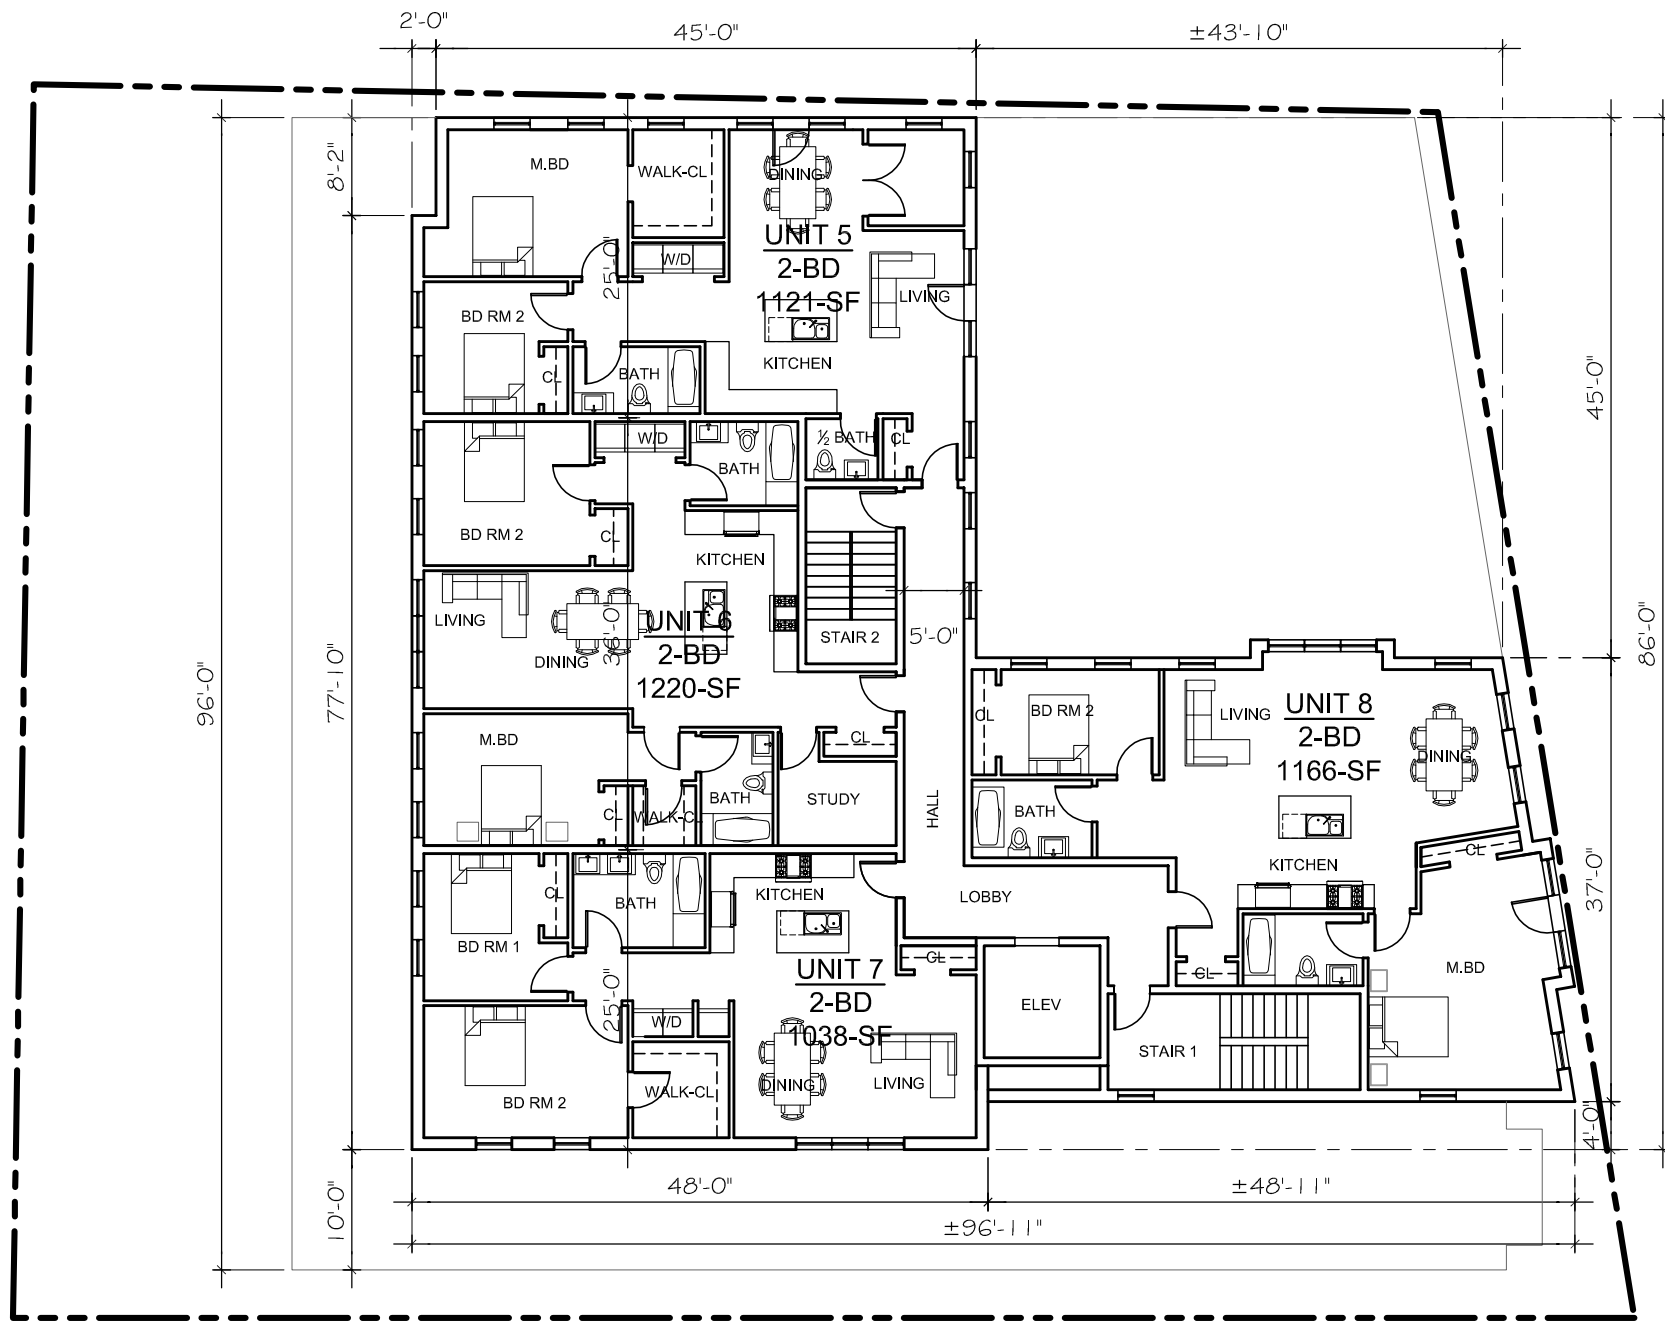 2'-0"
45'-0"
±43'-10"
8'-2"
M.BD
WALK-CL
DINING
UNIT 5
2-BD
1121-SF
W/D
25'-0"
LIVING
BD RM 2
CL
BATH
KITCHEN
45'-0"
½ BATH
CL
W/D
BATH
BD RM 2
CL
KITCHEN
LIVING
DINING
36'-0"
UNIT 6
2-BD
1220-SF
STAIR 2
5'-0"
96'-0"
77'-10"
86'-0"
M.BD
CL
CL
WALK-CL
BATH
STUDY
HALL
CL
BD RM 2
LIVING
UNIT 8
2-BD
1166-SF
DINING
BATH
KITCHEN
CL
37'-0"
BD RM 1
CL
BATH
KITCHEN
LOBBY
UNIT 7
2-BD
1038-SF
CL
CL
M.BD
25'-0"
W/D
ELEV
STAIR 1
BD RM 2
WALK-CL
DINING
LIVING
4'-0"
10'-0"
48'-0"
±48'-11"
±96'-11"